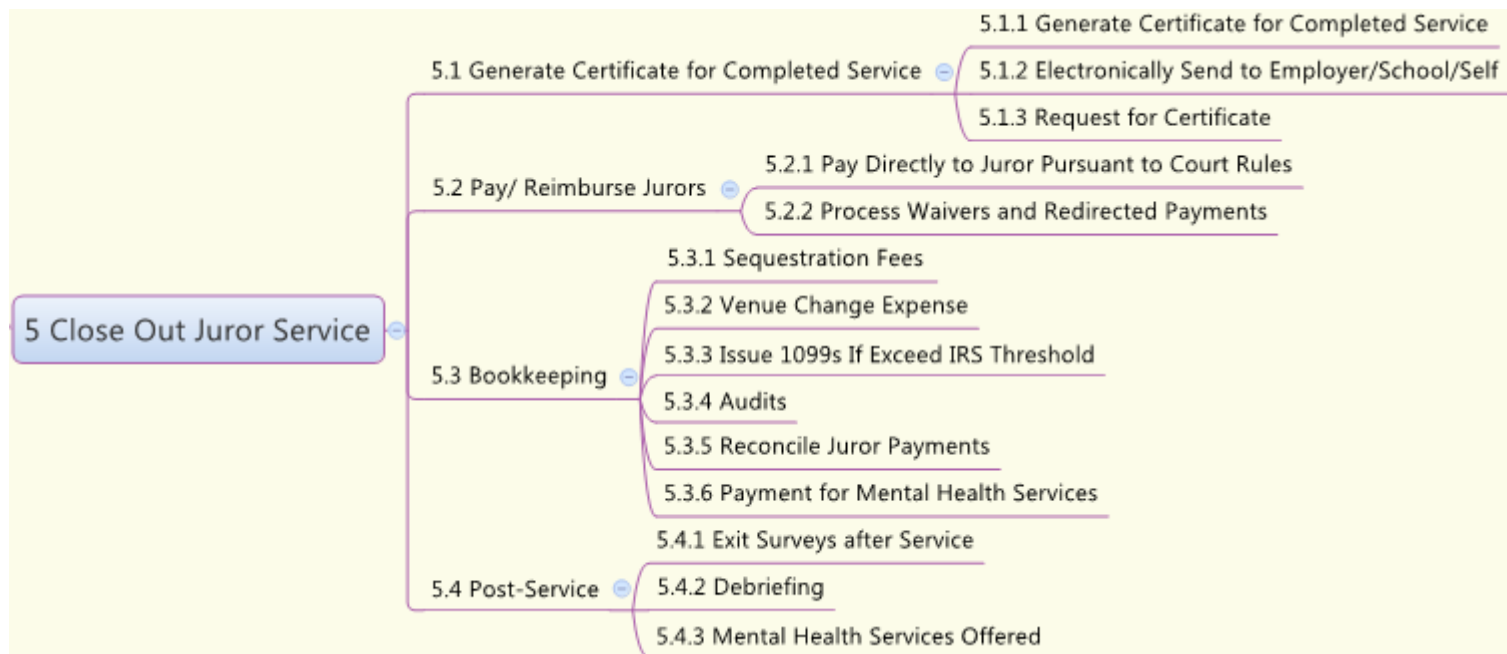 5 Close Out Juror Service
5.1 Generate Certificate for Completed Service
5.1.1 Generate Certificate for Completed Service
5.1.2 Electronically Send to Employer/School/Self
5.1.3 Request for Certificate
5.2 Pay/ Reimburse Jurors
5.2.1 Pay Directly to Juror Pursuant to Court Rules
5.2.2 Process Waivers and Redirected Payments
5.3 Bookkeeping
5.3.1 Sequestration Fees
5.3.2 Venue Change Expense
5.3.3 Issue 1099s If Exceed IRS Threshold
5.3.4 Audits
5.3.5 Reconcile Juror Payments
5.3.6 Payment for Mental Health Services
5.4 Post-Service
5.4.1 Exit Surveys after Service
5.4.2 Debriefing
5.4.3 Mental Health Services Offered